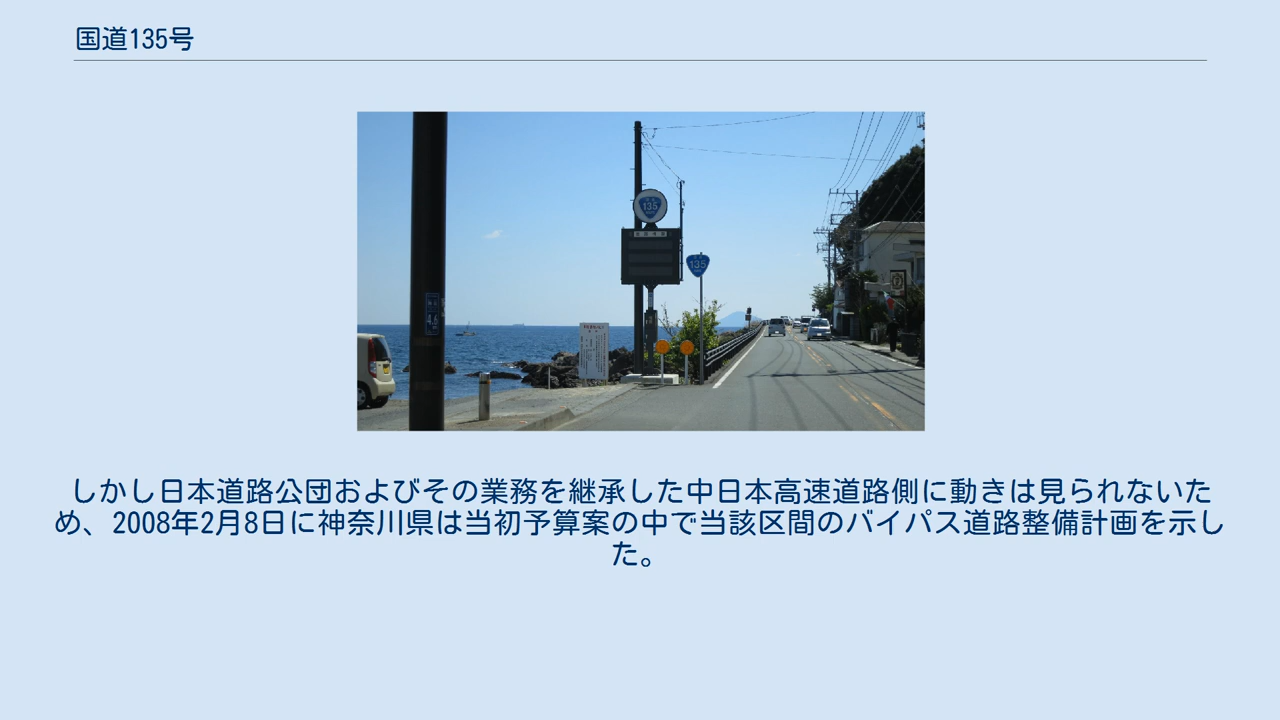 国道135号
135
135
しかし日本道路公団およびその業務を継承した中日本高速道路側に動きは見られないた
め、2008年2月8日に神奈川県は当初予算案の中で当該区間のバイパス道路整備計画を示し
た。